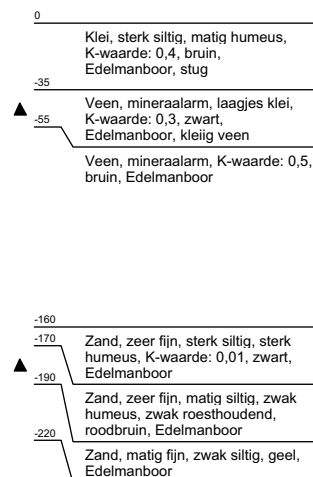 0
Klei, sterk siltig, matig humeus,
K-waarde: 0,4, bruin,
Edelmanboor, stug
-35
Veen, mineraalarm, laagjes klei,
K-waarde: 0,3, zwart,
Edelmanboor, kleiig veen
-55
Veen, mineraalarm, K-waarde: 0,5,
bruin, Edelmanboor
-160
-170
Zand, zeer fijn, sterk siltig, sterk
humeus, K-waarde: 0,01, zwart,
Edelmanboor
-190
Zand, zeer fijn, matig siltig, zwak
humeus, zwak roesthoudend,
roodbruin, Edelmanboor
-220
Zand, matig fijn, zwak siltig, geel,
Edelmanboor